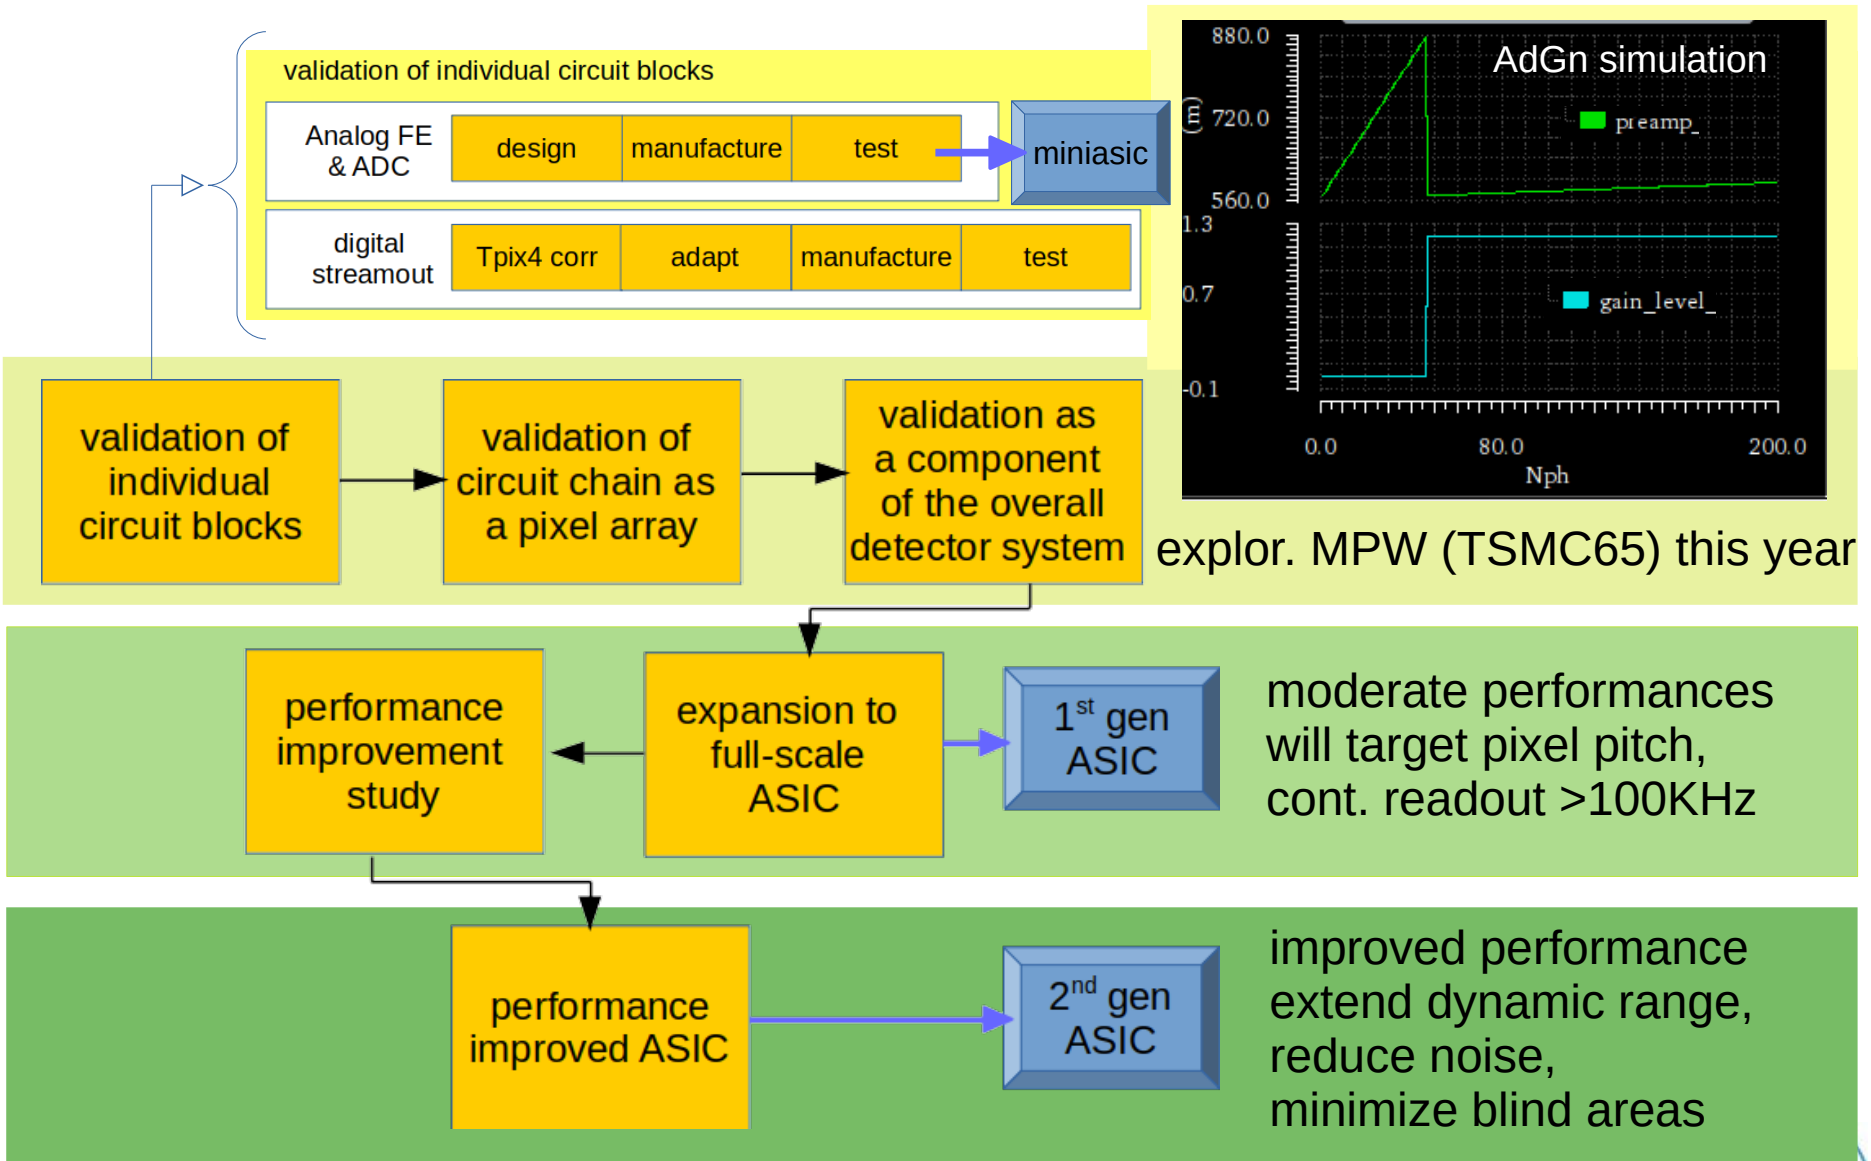 validation of individual circuit blocks
Analog FE
& ADC
design
manufacture
test
miniasic
digital
streamout
Tpix4 corr
adapt
manufacture
test
880.0
AdGn simulation
(m)
720.0
preamp_
560.0
1.3
0.7
gain_level_
-0.1
0.0
80.0
200.0
Nph
validation of
individual
circuit blocks
validation of
circuit chain as
a pixel array
validation as
a component
of the overall
detector system
explor. MPW (TSMC65) this year
performance
improvement
study
expansion to
full-scale
ASIC
1st gen
ASIC
moderate performances
will target pixel pitch,
cont. readout >100KHz
performance
improved ASIC
2nd gen
ASIC
improved performance
extend dynamic range,
reduce noise,
minimize blind areas